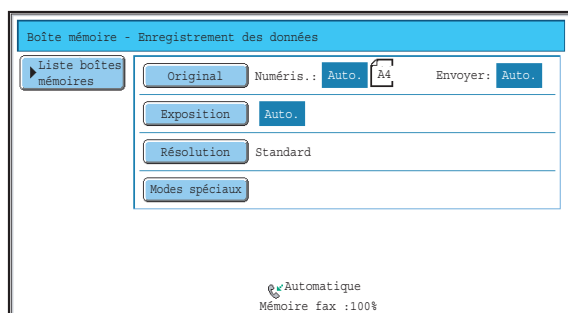 Boîte mémoire - Enregistrement des données
Liste boîtes
mémoires
Original Numéris.: Auto. A4 Envoyer: Auto.
Exposition Auto.
Résolution Standard
Modes spéciaux
Automatique
Mémoire fax :100%